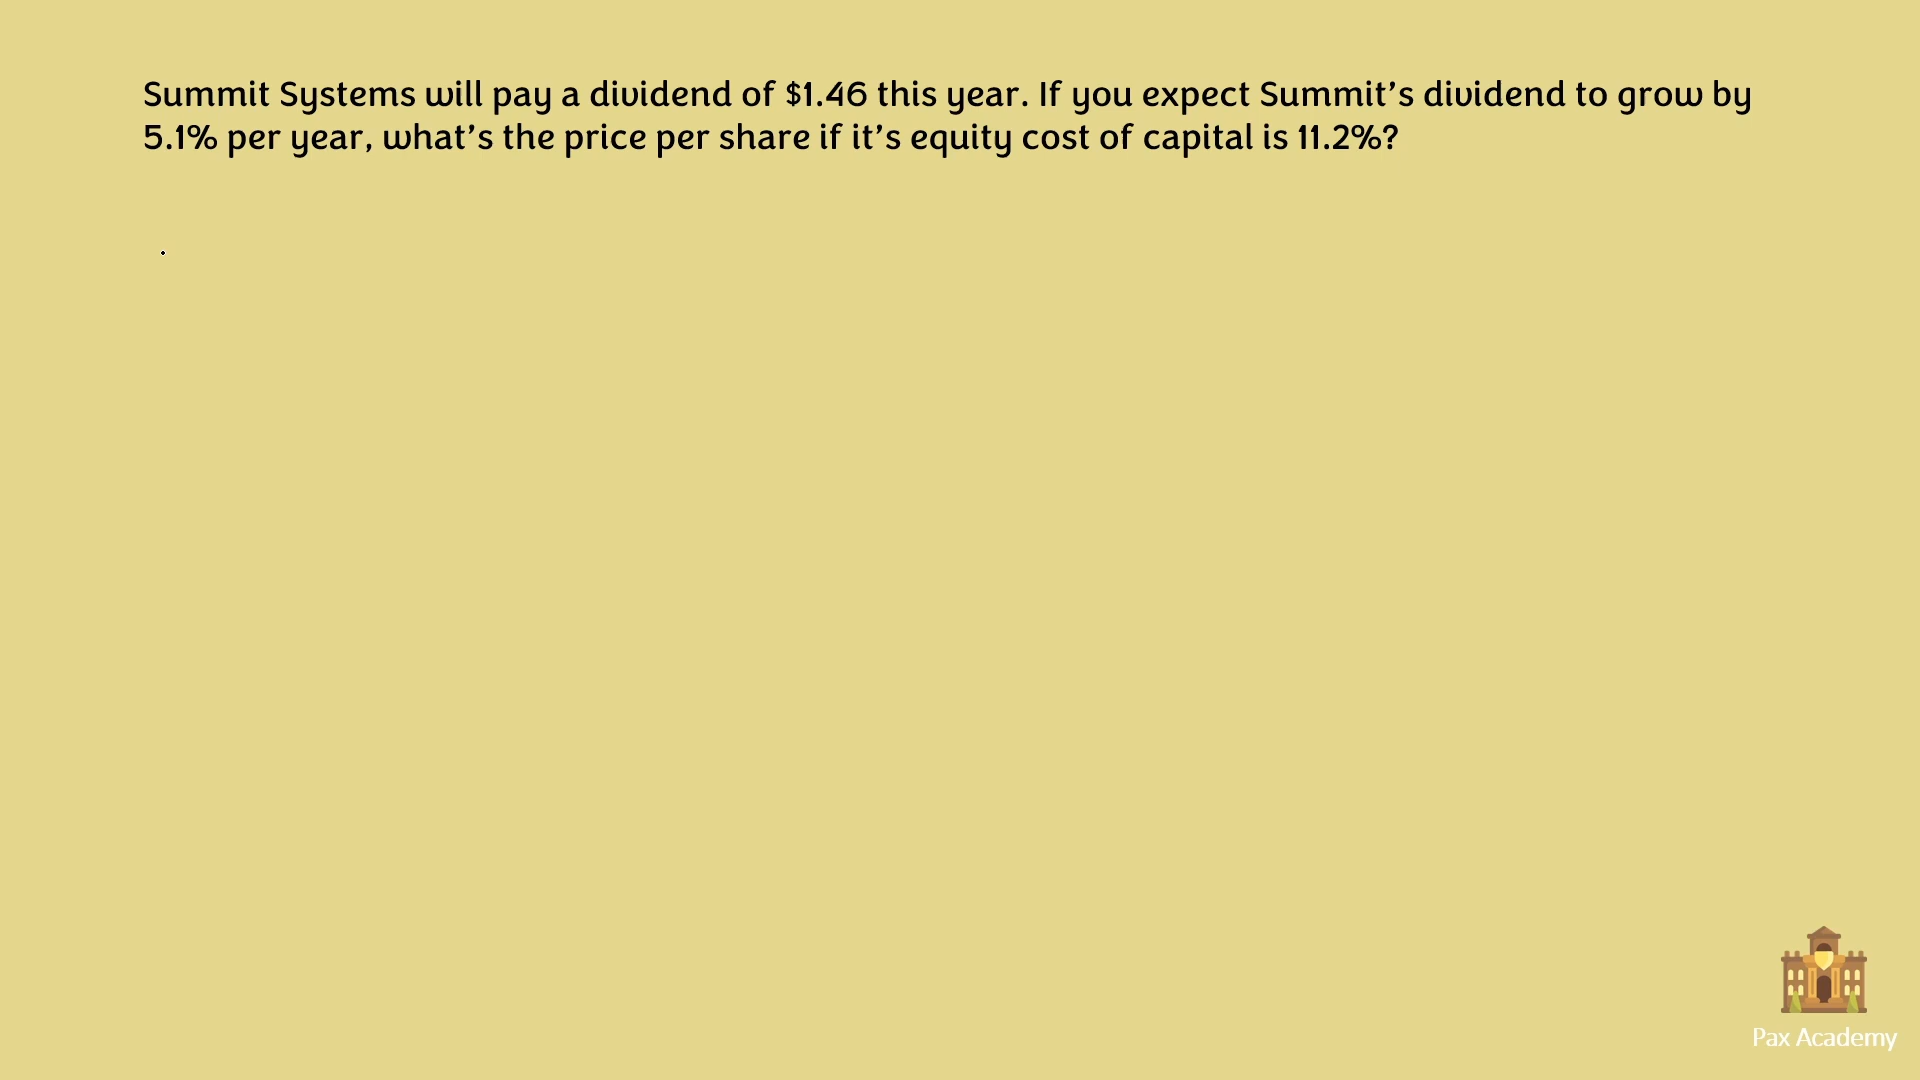 Summit Systems will pay a dividend of $1.46 this year. If you expect Summit’s dividend to grow by
5.1% per year, what’s the price per share if it’s equity cost of capital is 11.2%?
.
Pax Academy